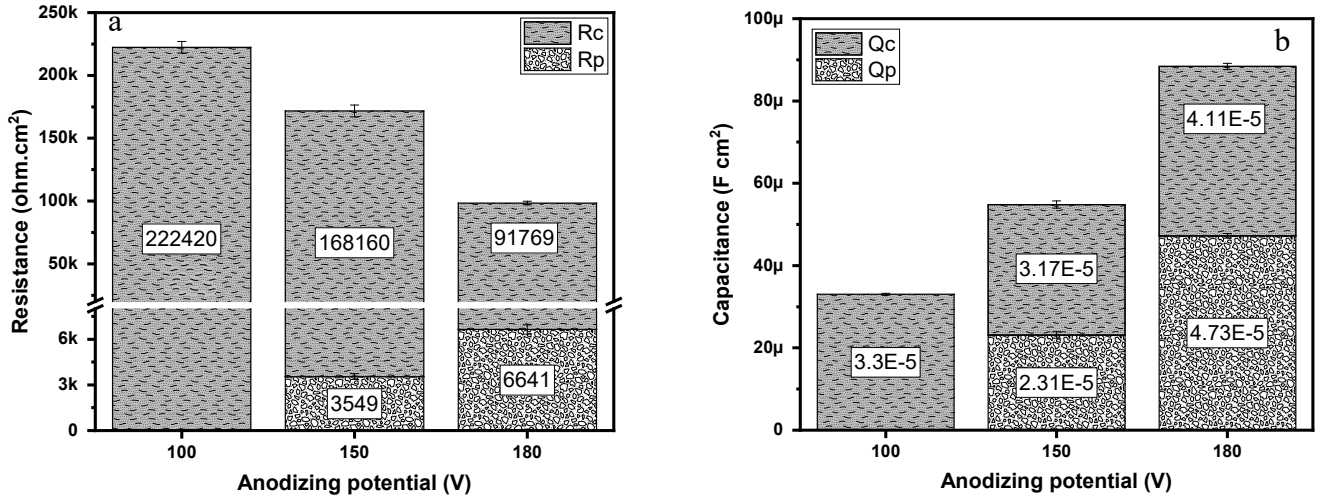 a
Resistance (ohm.cm²)
250k
200k
150k
100k
50k
6k
3k
0
Rc
Rp
222420
168160
91769
3549
6641
100
150
180
Anodizing potential (V)
b
Capacitance (F cm²)
100µ
80µ
60µ
40µ
20µ
0
Qc
Qp
4.11E-5
3.17E-5
3.3E-5
2.31E-5
4.73E-5
100
150
180
Anodizing potential (V)